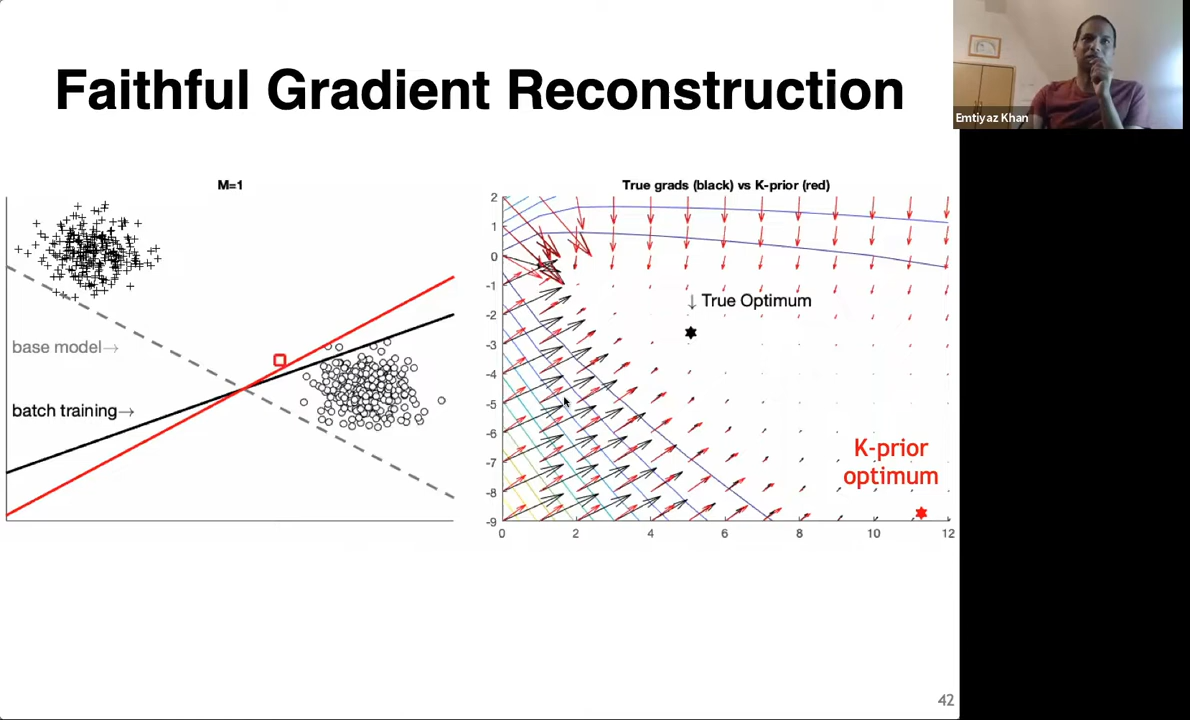 Faithful Gradient Reconstruction
Emtiyaz Khan
M=1
base model→
batch training→
True grads (black) vs K-prior (red)
2
1
0
-1
-2
-3
-4
-5
-6
-7
-8
-9
↓ True Optimum
K-prior
optimum
0 2 4 6 8 10 12
42